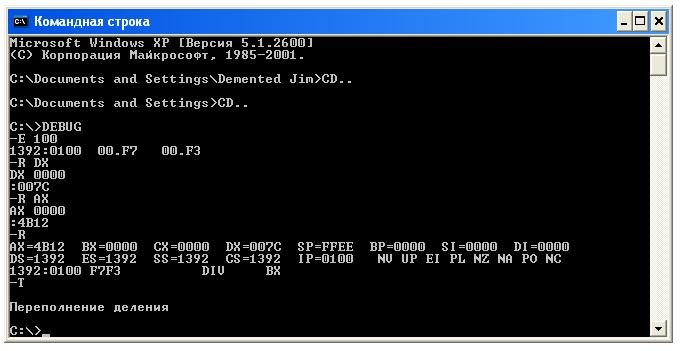 Командная строка
Microsoft Windows XP [Версия 5.1.2600]
(C) Корпорация Майкрософт, 1985-2001.
C:\Documents and Settings\Demented Jim>CD..
C:\Documents and Settings>CD..
C:\>DEBUG
-E 100
1392:0100  00.F7   00.F3
-R DX
DX 0000
:007C
-R AX
AX 0000
:4B12
-R
AX=4B12  BX=0000  CX=0000  DX=007C  SP=FFEE  BP=0000  SI=0000  DI=0000
DS=1392  ES=1392  SS=1392  CS=1392  IP=0100   NV UP EI PL NZ NA PO NC
1392:0100 F7F3          DIV     BX
-T
Переполнение деления
C:\>_